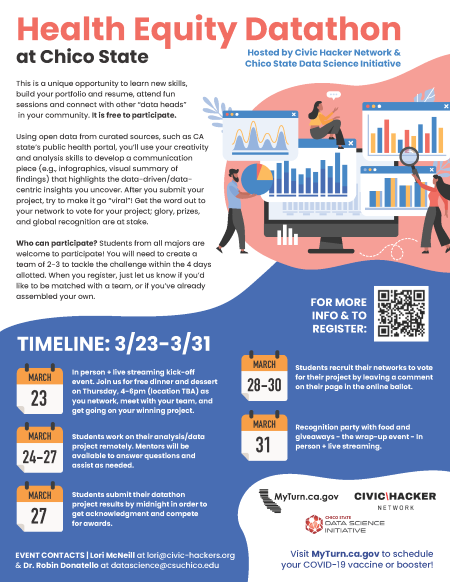 Health Equity Datathon
at Chico State
Hosted by Civic Hacker Network &
Chico State Data Science Initiative
This is a unique opportunity to learn new skills,
build your portfolio and resume, attend fun
sessions and connect with other "data heads"
in your community. It is free to participate.
Using open data from curated sources, such as CA
state's public health portal, you'll use your creativity
and analysis skills to develop a communication
piece (e.g., infographics, visual summary of
findings) that highlights the data-driven/data-
centric insights you uncover. After you submit your
project, try to make it go "viral"! Get the word out to
your network to vote for your project; glory, prizes,
and global recognition are at stake.
Who can participate? Students from all majors are
welcome to participate! You will need to create a
team of 2-3 to tackle the challenge within the 4 days
allotted. When you register, just let us know if you'd
like to be matched with a team, or if you've already
assembled your own.
FOR MORE
INFO & TO
REGISTER:
TIMELINE: 3/23-3/31
MARCH
23
In person + live streaming kick-off
event. Join us for free dinner and dessert
on Thursday, 4-6pm (location TBA) as
you network, meet with your team, and
get going on your winning project.
MARCH
24-27
Students work on their analysis/data
project remotely. Mentors will be
available to answer questions and
assist as needed.
MARCH
27
Students submit their datathon
project results by midnight in order to
get acknowledgment and compete
for awards.
MARCH
28-30
Students recruit their networks to vote
for their project by leaving a comment
on their page in the online ballot.
MARCH
31
Recognition party with food and
giveaways - the wrap-up event - in
person + live streaming.
MyTurn.ca.gov
CIVIC\HACKER
NETWORK
CHICO STATE
DATA SCIENCE
INITIATIVE
EVENT CONTACTS | Lori McNeill at lori@civic-hackers.org
& Dr. Robin Donatello at datascience@csuchico.edu
Visit MyTurn.ca.gov to schedule
your COVID-19 vaccine or booster!